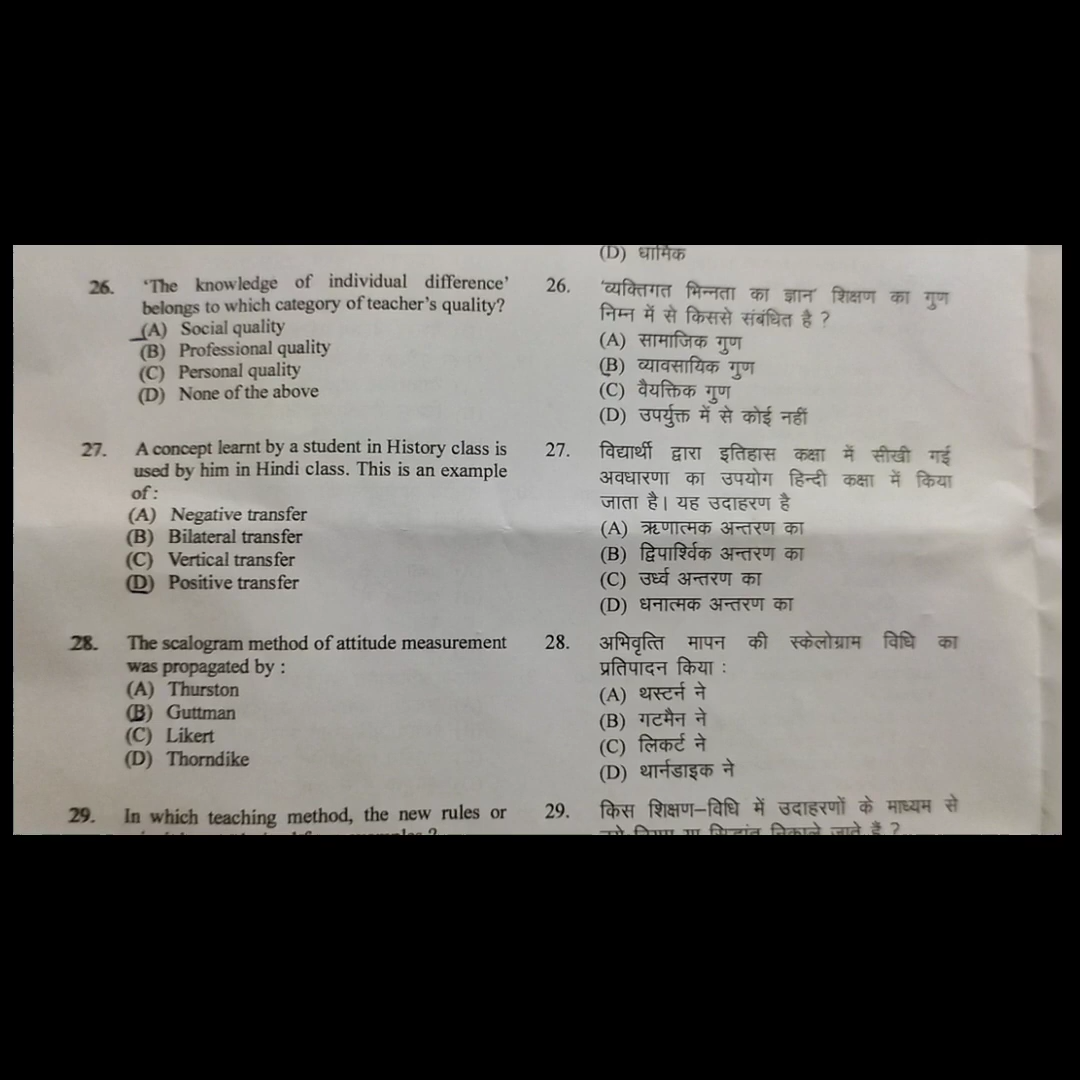 26. 'The knowledge of individual difference'
belongs to which category of teacher's quality?
(A) Social quality
(B) Professional quality
(C) Personal quality
(D) None of the above
27. A concept learnt by a student in History class is
used by him in Hindi class. This is an example
of :
(A) Negative transfer
(B) Bilateral transfer
(C) Vertical transfer
(D) Positive transfer
28. The scalogram method of attitude measurement
was propagated by :
(A) Thurston
(B) Guttman
(C) Likert
(D) Thorndike
29. In which teaching method, the new rules or
(D) धार्मिक
26. 'व्यक्तिगत भिन्नता का ज्ञान' शिक्षण का गुण
निम्न में से किससे संबंधित है ?
(A) सामाजिक गुण
(B) व्यावसायिक गुण
(C) वैयक्तिक गुण
(D) उपर्युक्त में से कोई नहीं
27. विद्यार्थी द्वारा इतिहास कक्षा में सीखी गई
अवधारणा का उपयोग हिन्दी कक्षा में किया
जाता है। यह उदाहरण है
(A) ऋणात्मक अन्तरण का
(B) द्विपार्श्विक अन्तरण का
(C) उर्ध्व अन्तरण का
(D) धनात्मक अन्तरण का
28. अभिवृत्ति मापन की स्केलोग्राम विधि का
प्रतिपादन किया :
(A) थर्स्टन ने
(B) गटमैन ने
(C) लिकर्ट ने
(D) थार्नडाइक ने
29. किस शिक्षण–विधि में उदाहरणों के माध्यम से
नये नियम या सिद्धांत निकाले जाते हैं ?